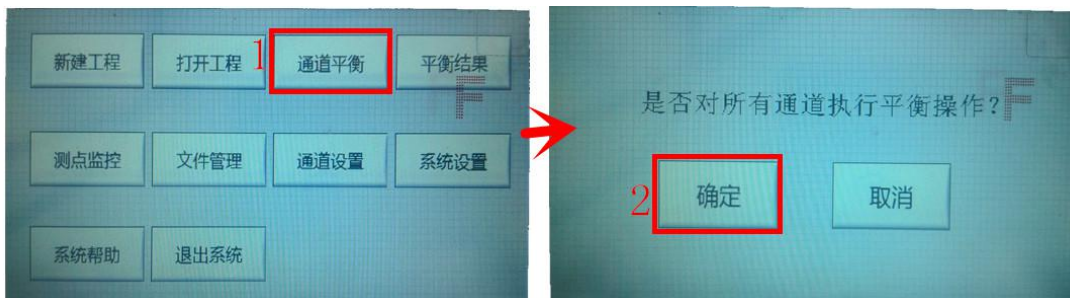 新建工程 打开工程 1 通道平衡 平衡结果
测点监控 文件管理 通道设置 系统设置
系统帮助 退出系统
是否对所有通道执行平衡操作？
2 确定 取消